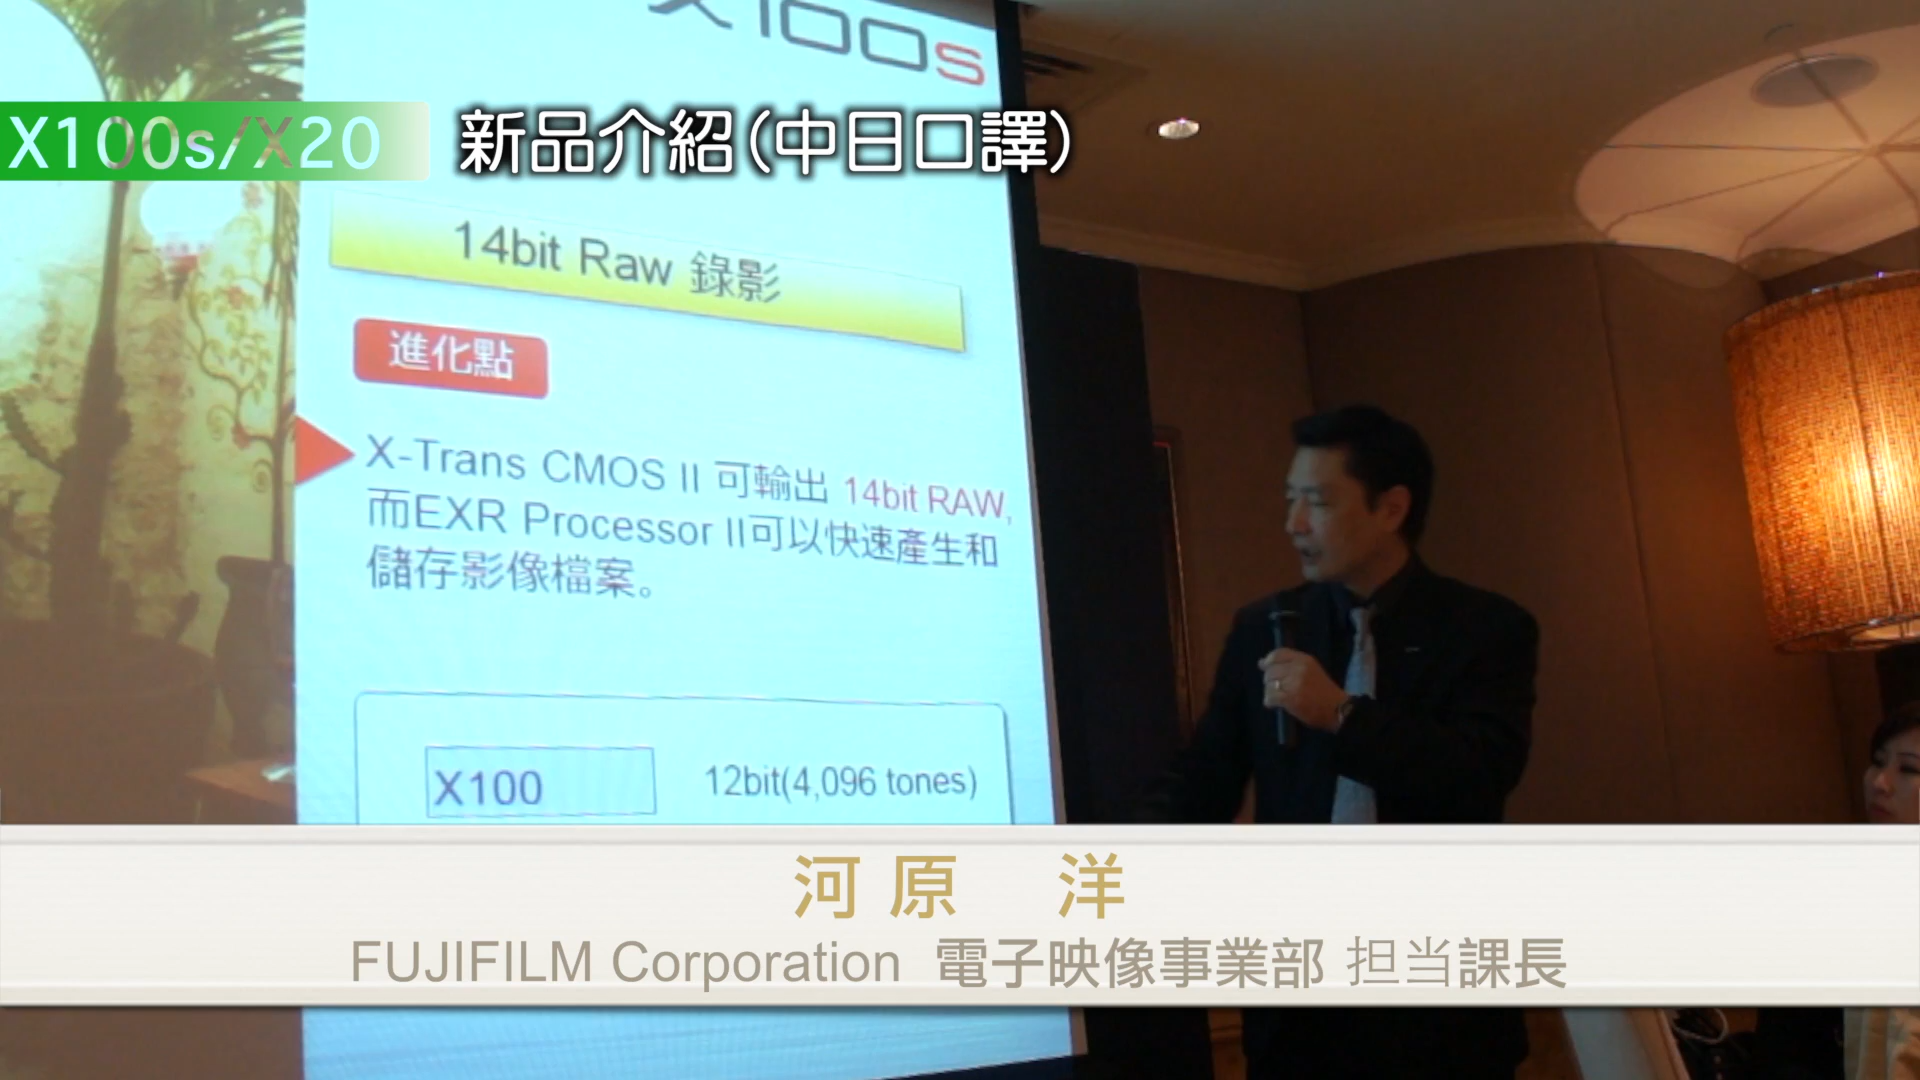 X100s
X100s/X20 新品介紹(中日口譯)
14bit Raw 錄影
進化點
X-Trans CMOS II 可輸出 14bit RAW,
而EXR Processor II可以快速產生和
儲存影像檔案。
X100 12bit(4,096 tones)
河原 洋
FUJIFILM Corporation 電子映像事業部 担当課長